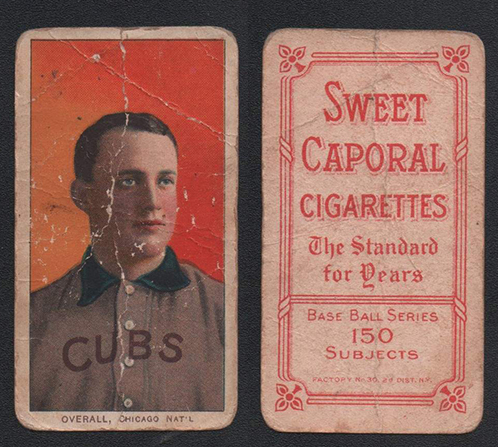 CUBS
OVERALL, CHICAGO NAT'L
SWEET
CAPORAL
CIGARETTES
The Standard
for Years
BASE BALL SERIES
150
SUBJECTS
FACTORY No 30, 2d DIST. N.Y.